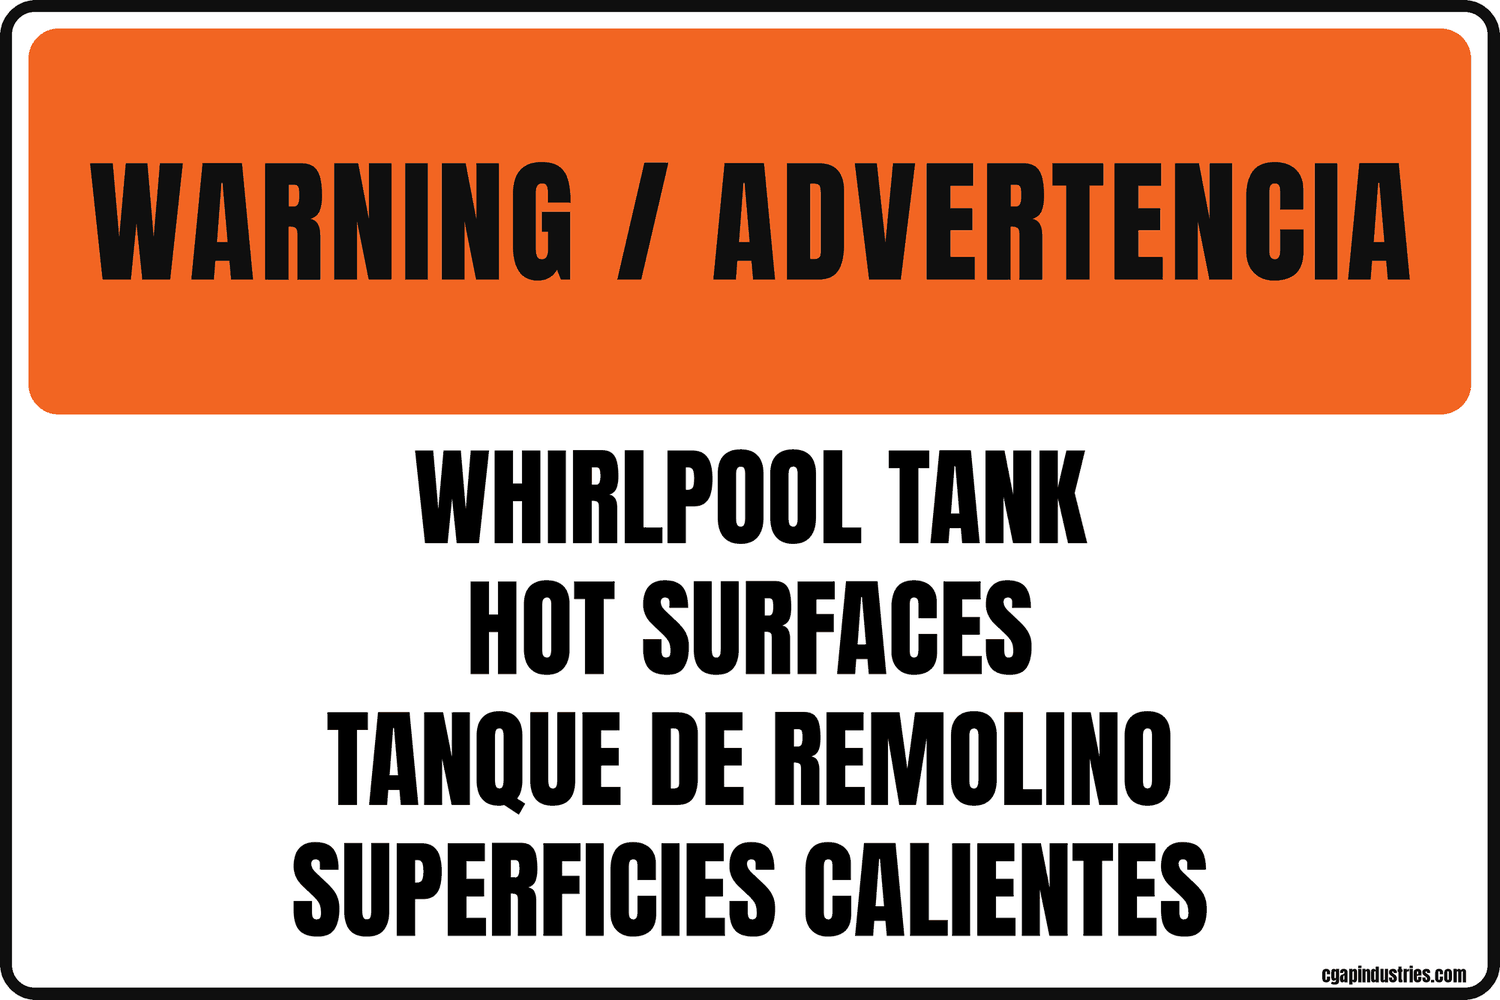 WARNING / ADVERTENCIA
WHIRLPOOL TANK
HOT SURFACES
TANQUE DE REMOLINO
SUPERFICIES CALIENTES
cgapindustries.com